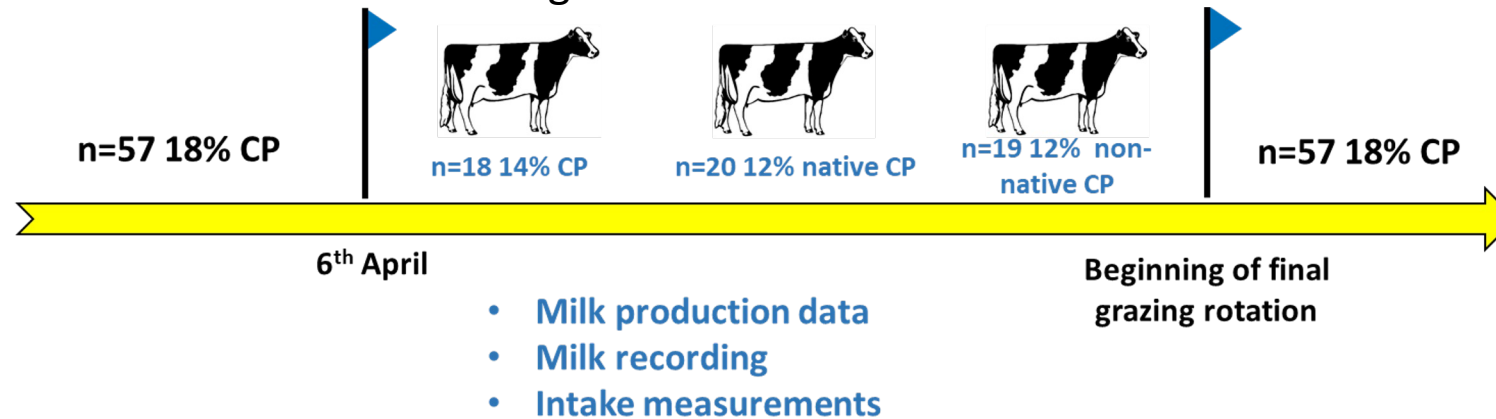 n=57 18% CP
n=18 14% CP
n=20 12% native CP
n=19 12% non-
native CP
n=57 18% CP
6th April
Beginning of final
grazing rotation
• Milk production data
• Milk recording
• Intake measurements